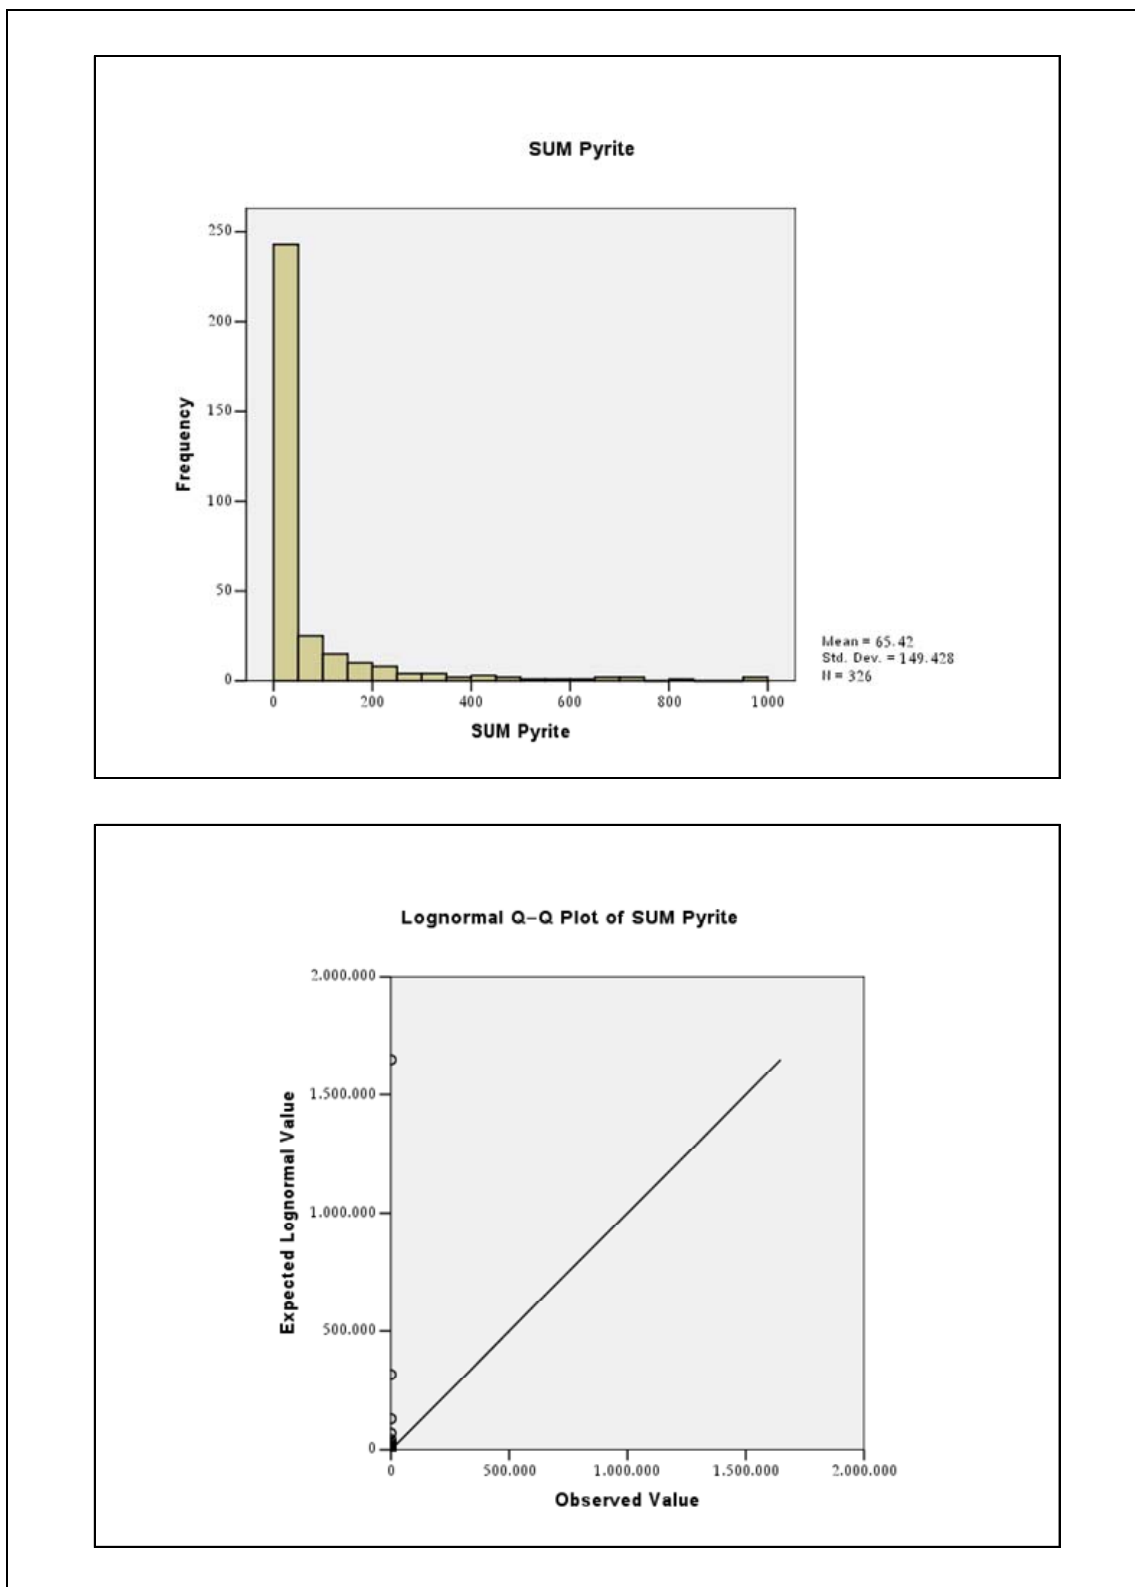 SUM Pyrite
250
200
150
100
50
0
Frequency
0 200 400 600 800 1000
SUM Pyrite
Mean = 65.42
Std. Dev. = 149.428
N = 326
Lognormal Q-Q Plot of SUM Pyrite
2.000.000
1.500.000
1.000.000
500.000
0
Expected Lognormal Value
0 500.000 1.000.000 1.500.000 2.000.000
Observed Value